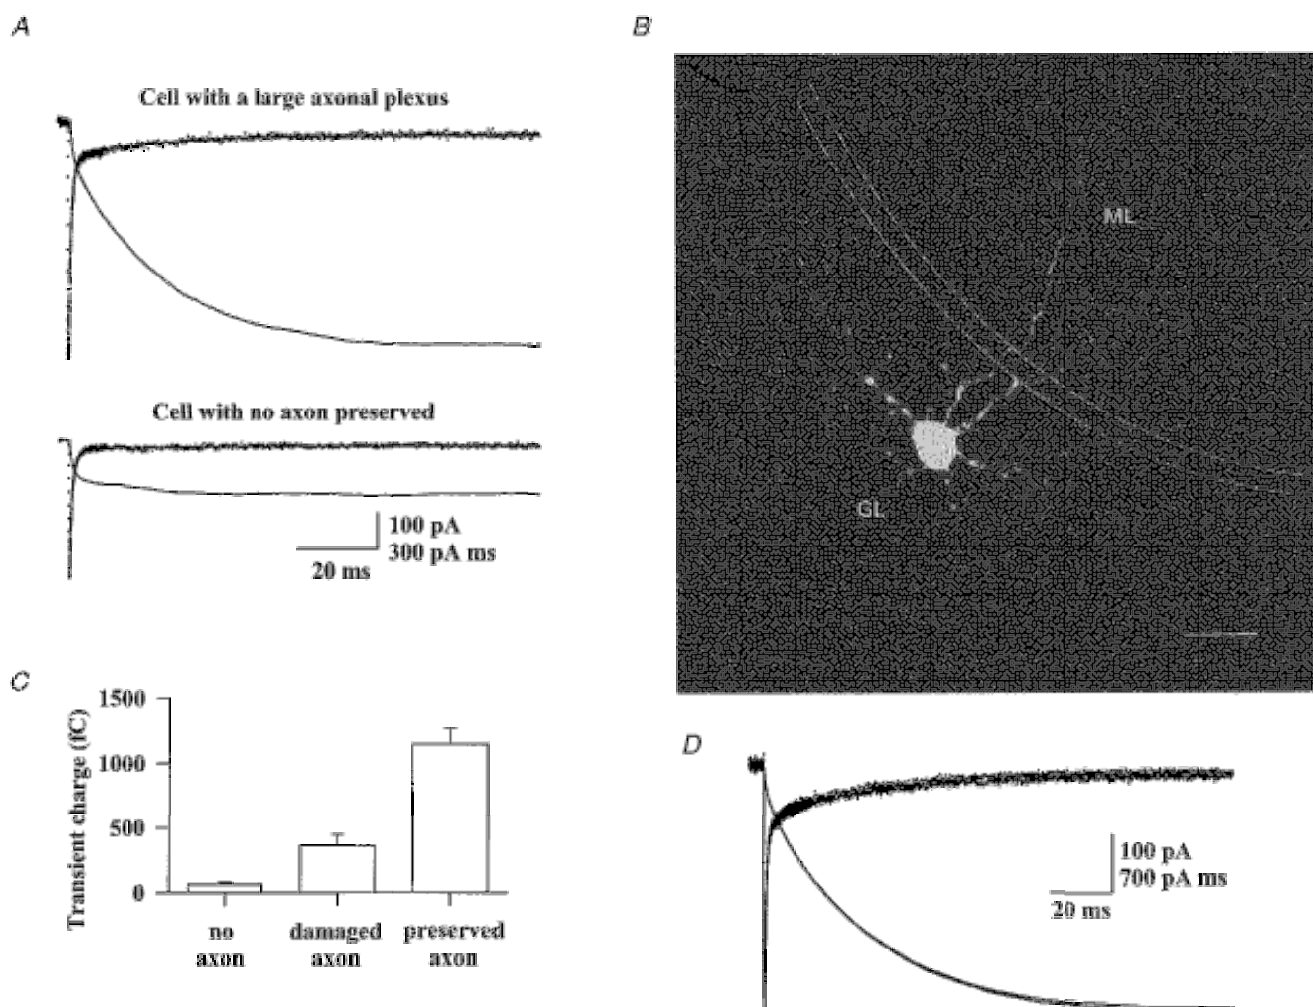 A
Cell with a large axonal plexus
Cell with no axon preserved
100 pA
300 pA ms
20 ms
B
ML
GL
C
Transient charge (fC)
1500
1000
500
0
no
axon
damaged
axon
preserved
axon
D
100 pA
700 pA ms
20 ms